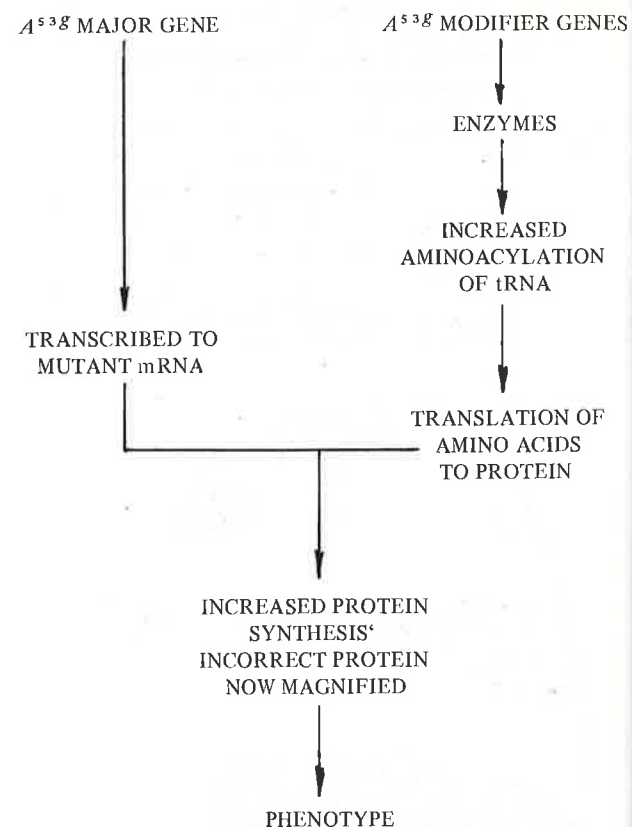 A⁵³ᵍ MAJOR GENE
A⁵³ᵍ MODIFIER GENES
ENZYMES
INCREASED
AMINOACYLATION
OF tRNA
TRANSCRIBED TO
MUTANT mRNA
TRANSLATION OF
AMINO ACIDS
TO PROTEIN
INCREASED PROTEIN
SYNTHESIS‘
INCORRECT PROTEIN
NOW MAGNIFIED
PHENOTYPE